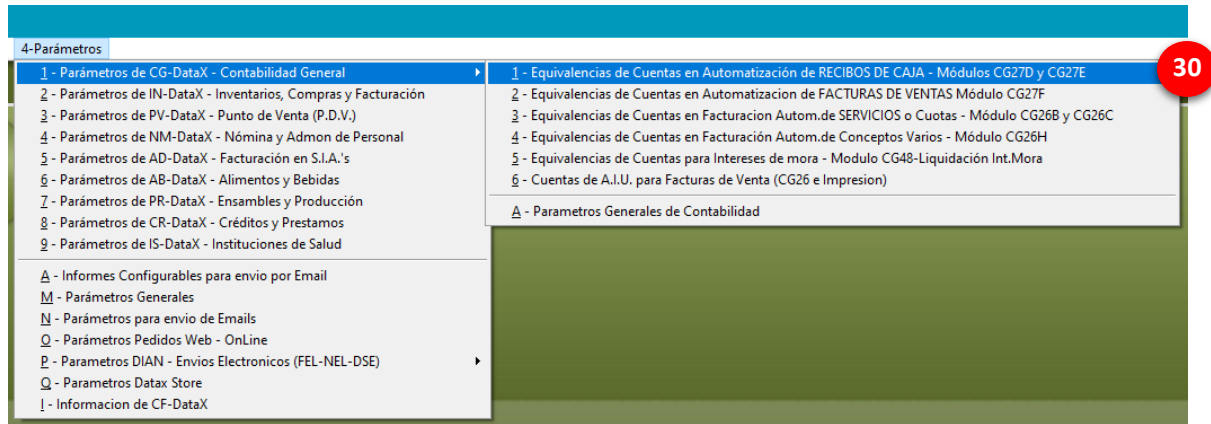 4-Parámetros
1 - Parámetros de CG-DataX - Contabilidad General
2 - Parámetros de IN-DataX - Inventarios, Compras y Facturación
3 - Parámetros de PV-DataX - Punto de Venta (P.D.V.)
4 - Parámetros de NM-DataX - Nómina y Admon de Personal
5 - Parámetros de AD-DataX - Facturación en S.I.A.'s
6 - Parámetros de AB-DataX - Alimentos y Bebidas
7 - Parámetros de PR-DataX - Ensambles y Producción
8 - Parámetros de CR-DataX - Créditos y Prestamos
9 - Parámetros de IS-DataX - Instituciones de Salud
A - Informes Configurables para envio por Email
M - Parámetros Generales
N - Parámetros para envio de Emails
O - Parámetros Pedidos Web - OnLine
P - Parametros DIAN - Envios Electronicos (FEL-NEL-DSE)
Q - Parametros Datax Store
I - Informacion de CF-DataX
1 - Equivalencias de Cuentas en Automatización de RECIBOS DE CAJA - Módulos CG27D y CG27E
2 - Equivalencias de Cuentas en Automatizacion de FACTURAS DE VENTAS Módulo CG27F
3 - Equivalencias de Cuentas en Facturacion Autom.de SERVICIOS o Cuotas - Módulo CG26B y CG26C
4 - Equivalencias de Cuentas en Facturación Autom.de Conceptos Varios - Módulo CG26H
5 - Equivalencias de Cuentas para Intereses de mora - Modulo CG48-Liquidación Int.Mora
6 - Cuentas de A.I.U. para Facturas de Venta (CG26 e Impresion)
A - Parametros Generales de Contabilidad
30